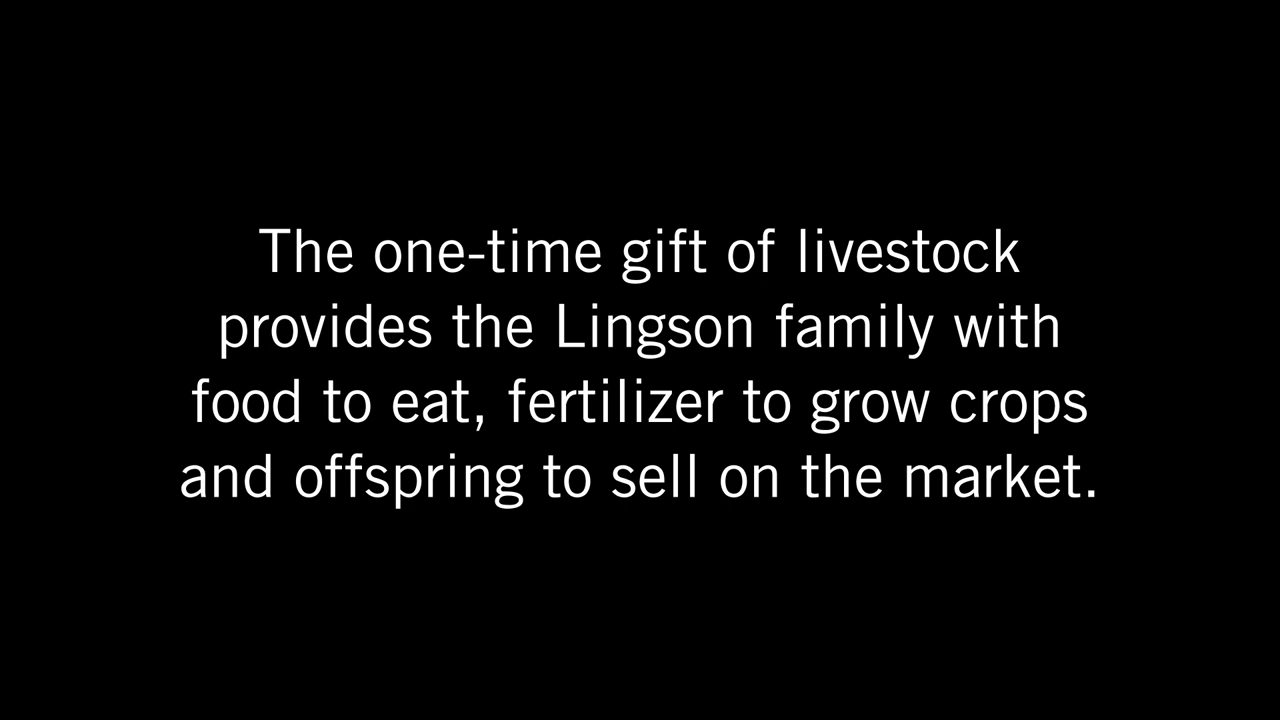 The one-time gift of livestock
provides the Lingson family with
food to eat, fertilizer to grow crops
and offspring to sell on the market.